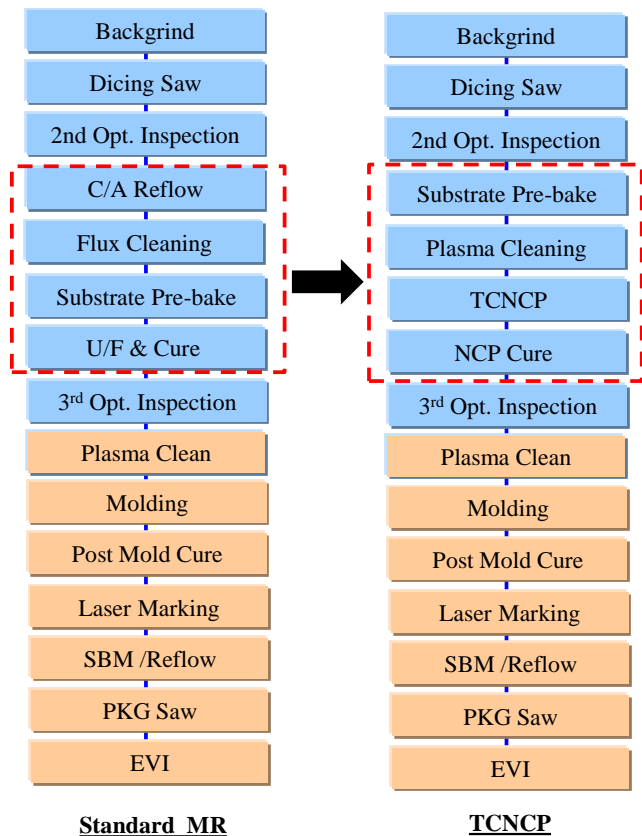 Backgrind
Dicing Saw
2nd Opt. Inspection
C/A Reflow
Flux Cleaning
Substrate Pre-bake
U/F & Cure
3rd Opt. Inspection
Plasma Clean
Molding
Post Mold Cure
Laser Marking
SBM /Reflow
PKG Saw
EVI
Standard MR
Backgrind
Dicing Saw
2nd Opt. Inspection
Substrate Pre-bake
Plasma Cleaning
TCNCP
NCP Cure
3rd Opt. Inspection
Plasma Clean
Molding
Post Mold Cure
Laser Marking
SBM /Reflow
PKG Saw
EVI
TCNCP